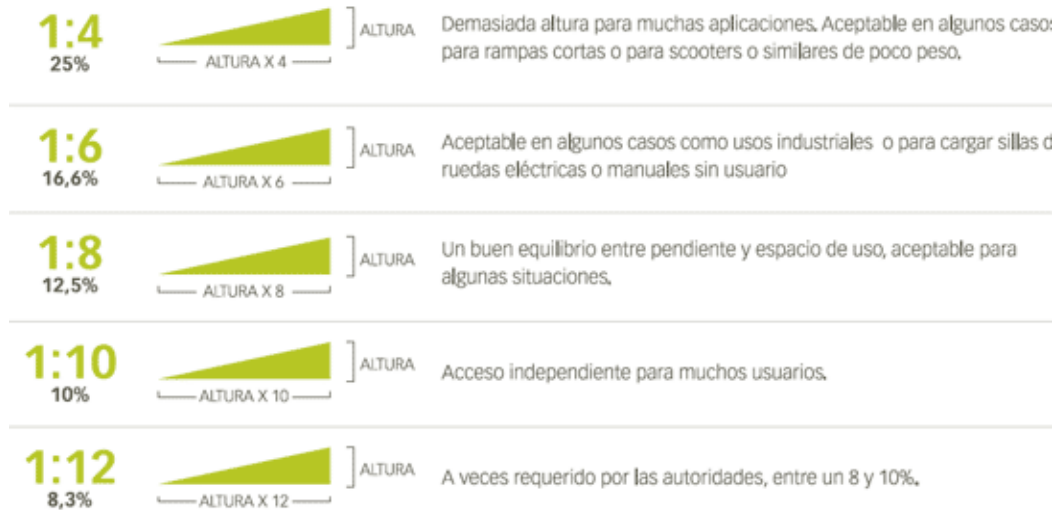 1:4
25%
ALTURA X 4
ALTURA
Demasiada altura para muchas aplicaciones. Aceptable en algunos casos
para rampas cortas o para scooters o similares de poco peso.
1:6
16,6%
ALTURA X 6
ALTURA
Aceptable en algunos casos como usos industriales o para cargar sillas d
ruedas eléctricas o manuales sin usuario
1:8
12,5%
ALTURA X 8
ALTURA
Un buen equilibrio entre pendiente y espacio de uso, aceptable para
algunas situaciones.
1:10
10%
ALTURA X 10
ALTURA
Acceso independiente para muchos usuarios.
1:12
8,3%
ALTURA X 12
ALTURA
A veces requerido por las autoridades, entre un 8 y 10%.